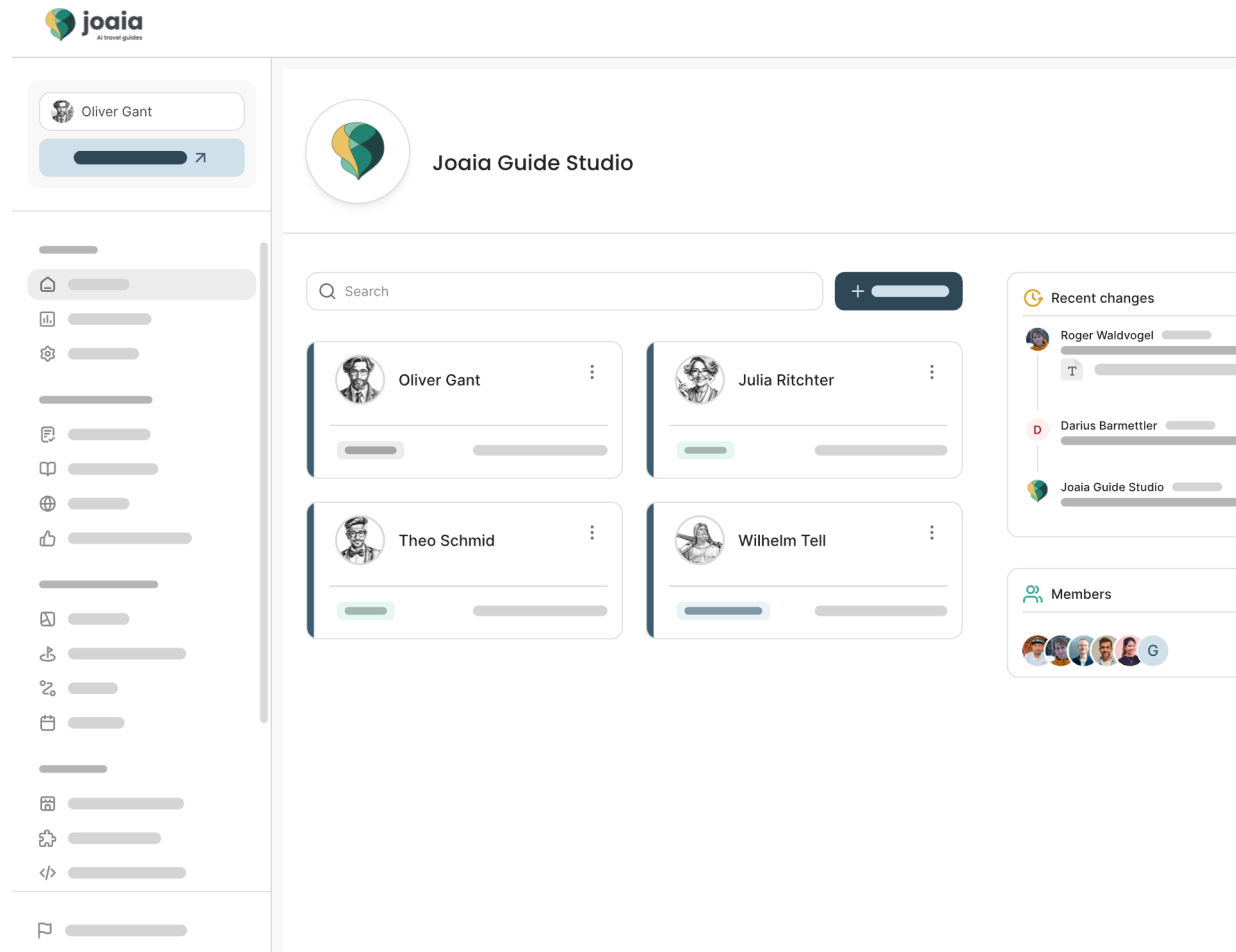 joaia
AI travel guides
Oliver Gant
Joaia Guide Studio
Search
Oliver Gant
Julia Ritchter
Theo Schmid
Wilhelm Tell
Recent changes
Roger Waldvogel
T
D
Darius Barmettler
Joaia Guide Studio
Members
G